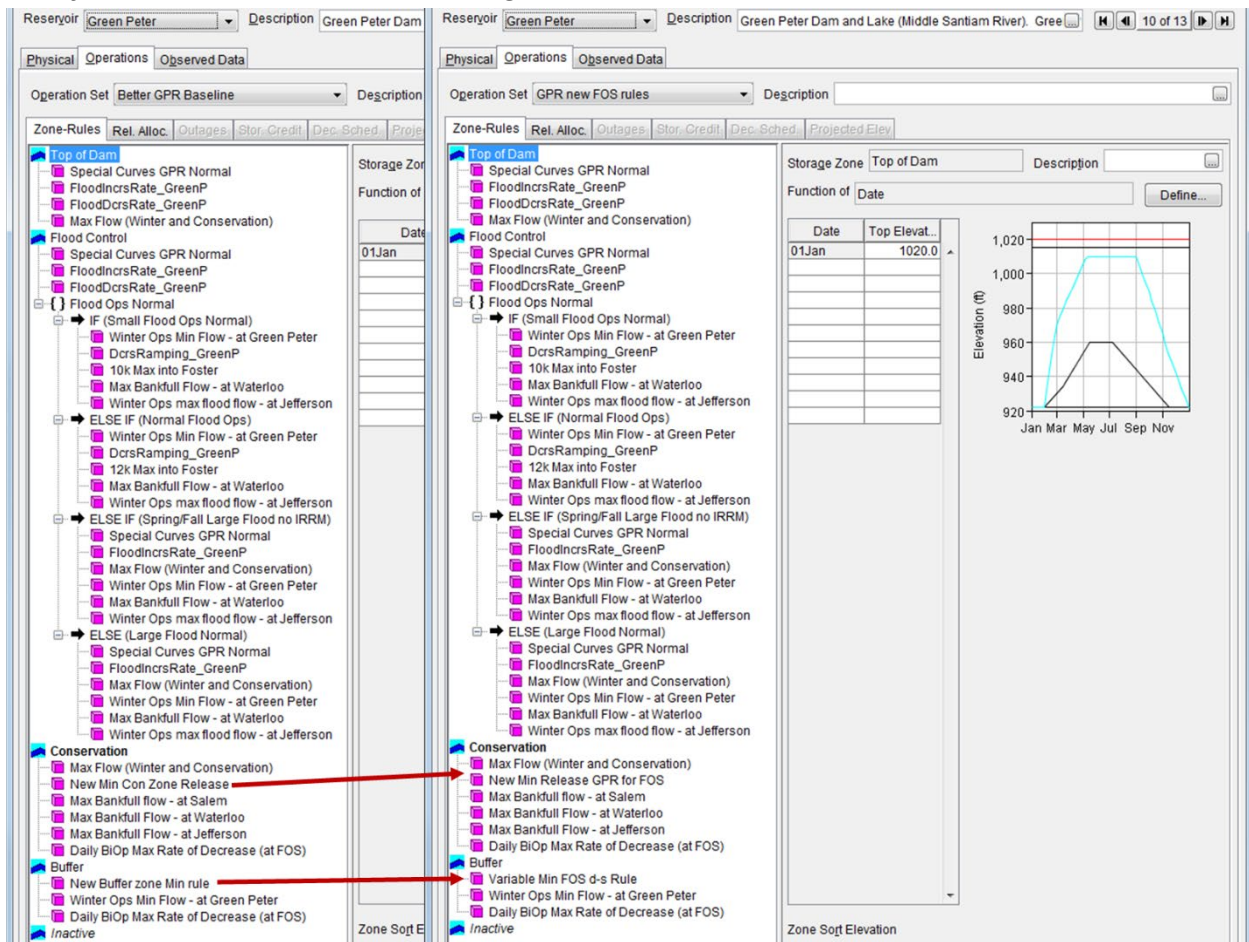 Reservoir Green Peter Description Green Peter Dam
Physical Operations Observed Data
Operation Set Better GPR Baseline Description
Zone-Rules Rel. Alloc. Outages Stor. Credit Dec. Sched. Proje
Top of Dam
Special Curves GPR Normal
FloodIncrsRate_GreenP
FloodDcrsRate_GreenP
Max Flow (Winter and Conservation)
Flood Control
Special Curves GPR Normal
FloodIncrsRate_GreenP
FloodDcrsRate_GreenP
{ } Flood Ops Normal
IF (Small Flood Ops Normal)
Winter Ops Min Flow - at Green Peter
DcrsRamping_GreenP
10k Max into Foster
Max Bankfull Flow - at Waterloo
Winter Ops max flood flow - at Jefferson
ELSE IF (Normal Flood Ops)
Winter Ops Min Flow - at Green Peter
DcrsRamping_GreenP
12k Max into Foster
Max Bankfull Flow - at Waterloo
Winter Ops max flood flow - at Jefferson
ELSE IF (Spring/Fall Large Flood no IRRM)
Special Curves GPR Normal
FloodIncrsRate_GreenP
Max Flow (Winter and Conservation)
Winter Ops Min Flow - at Green Peter
Max Bankfull Flow - at Waterloo
Winter Ops max flood flow - at Jefferson
ELSE (Large Flood Normal)
Special Curves GPR Normal
FloodIncrsRate_GreenP
Max Flow (Winter and Conservation)
Winter Ops Min Flow - at Green Peter
Max Bankfull Flow - at Waterloo
Winter Ops max flood flow - at Jefferson
Conservation
Max Flow (Winter and Conservation)
New Min Con Zone Release
Max Bankfull flow - at Salem
Max Bankfull Flow - at Waterloo
Max Bankfull Flow - at Jefferson
Daily BiOp Max Rate of Decrease (at FOS)
Buffer
New Buffer zone Min rule
Winter Ops Min Flow - at Green Peter
Daily BiOp Max Rate of Decrease (at FOS)
Inactive
Storage Zon
Function of
Date
01Jan
Zone Sort E
Reservoir Green Peter Description Green Peter Dam and Lake (Middle Santiam River). Gree ... 10 of 13
Physical Operations Observed Data
Operation Set GPR new FOS rules Description ...
Zone-Rules Rel. Alloc. Outages Stor. Credit Dec. Sched. Projected Elev
Top of Dam
Special Curves GPR Normal
FloodIncrsRate_GreenP
FloodDcrsRate_GreenP
Max Flow (Winter and Conservation)
Flood Control
Special Curves GPR Normal
FloodIncrsRate_GreenP
FloodDcrsRate_GreenP
{ } Flood Ops Normal
IF (Small Flood Ops Normal)
Winter Ops Min Flow - at Green Peter
DcrsRamping_GreenP
10k Max into Foster
Max Bankfull Flow - at Waterloo
Winter Ops max flood flow - at Jefferson
ELSE IF (Normal Flood Ops)
Winter Ops Min Flow - at Green Peter
DcrsRamping_GreenP
12k Max into Foster
Max Bankfull Flow - at Waterloo
Winter Ops max flood flow - at Jefferson
ELSE IF (Spring/Fall Large Flood no IRRM)
Special Curves GPR Normal
FloodIncrsRate_GreenP
Max Flow (Winter and Conservation)
Winter Ops Min Flow - at Green Peter
Max Bankfull Flow - at Waterloo
Winter Ops max flood flow - at Jefferson
ELSE (Large Flood Normal)
Special Curves GPR Normal
FloodIncrsRate_GreenP
Max Flow (Winter and Conservation)
Winter Ops Min Flow - at Green Peter
Max Bankfull Flow - at Waterloo
Winter Ops max flood flow - at Jefferson
Conservation
Max Flow (Winter and Conservation)
New Min Release GPR for FOS
Max Bankfull flow - at Salem
Max Bankfull Flow - at Waterloo
Max Bankfull Flow - at Jefferson
Daily BiOp Max Rate of Decrease (at FOS)
Buffer
Variable Min FOS d-s Rule
Winter Ops Min Flow - at Green Peter
Daily BiOp Max Rate of Decrease (at FOS)
Inactive
Storage Zone Top of Dam Description ...
Function of Date Define...
Date Top Elevat...
01Jan 1020.0
Elevation (ft)
1,020
1,000
980
960
940
920
Jan Mar May Jul Sep Nov
Zone Sort Elevation